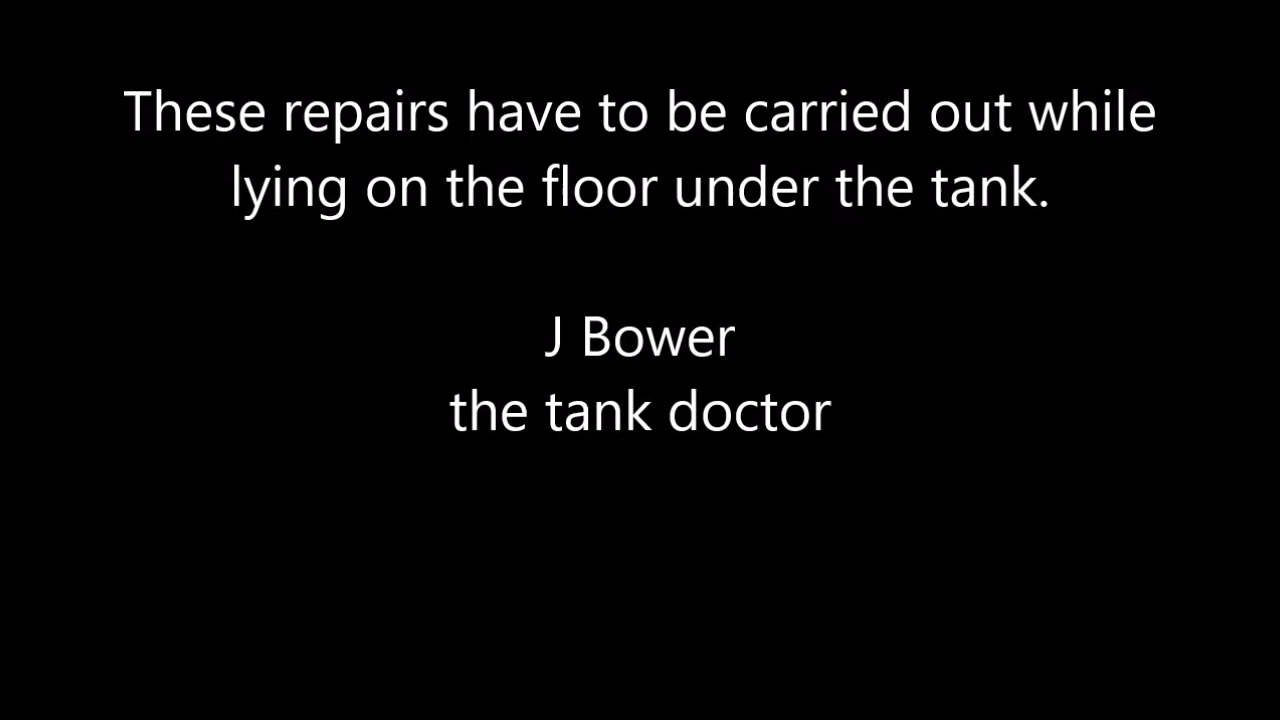 These repairs have to be carried out while
lying on the floor under the tank.
J Bower
the tank doctor